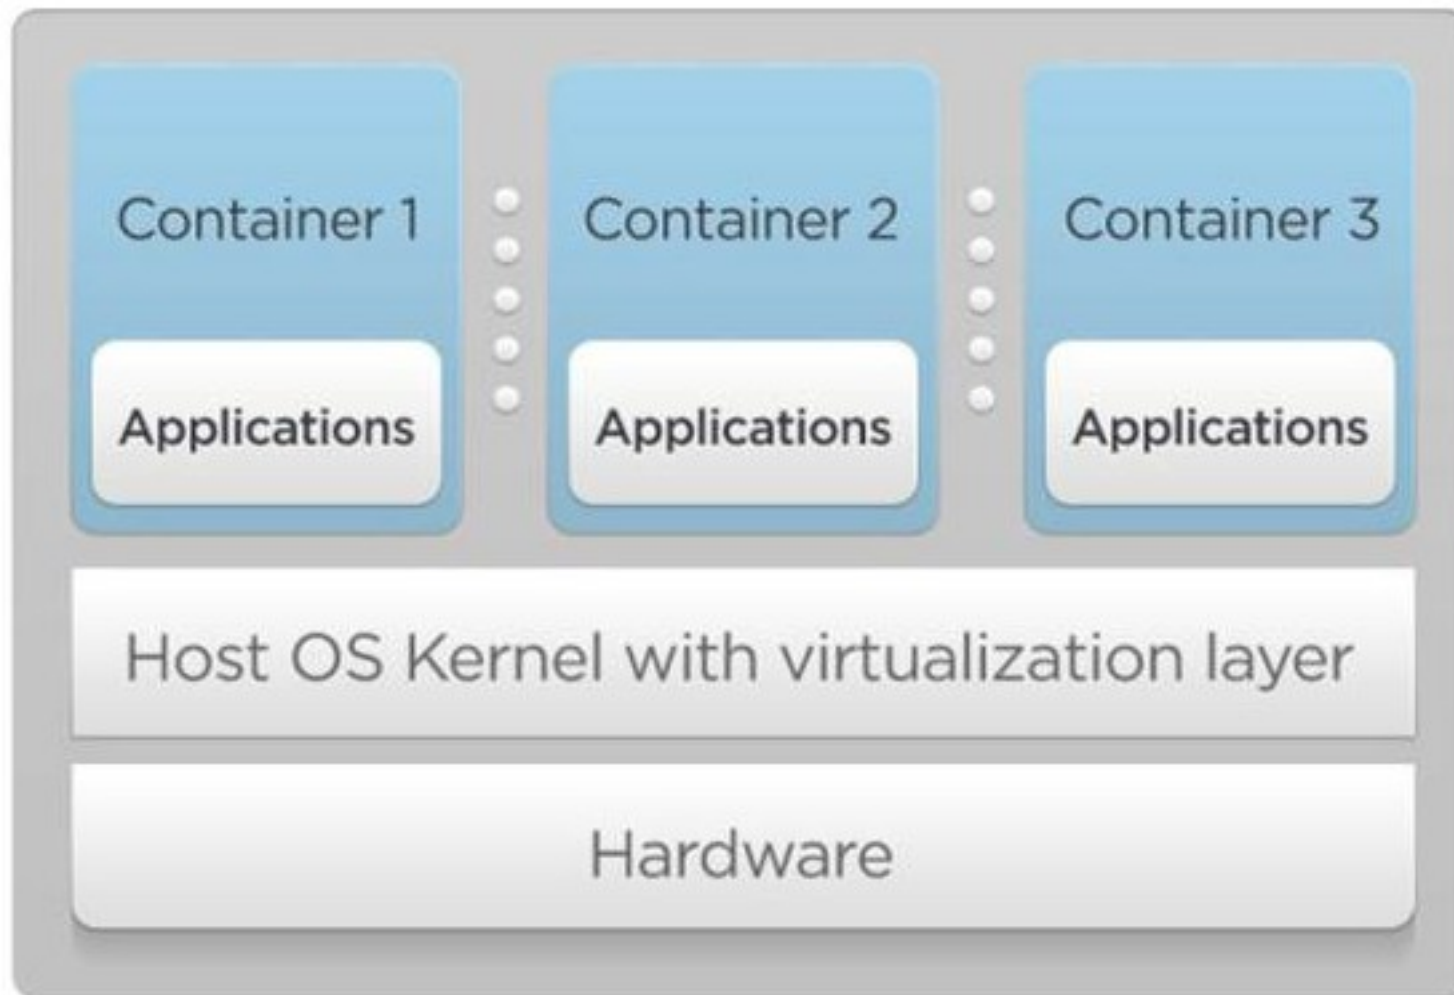 Container 1
Container 2
Container 3
Applications
Applications
Applications
Host OS Kernel with virtualization layer
Hardware